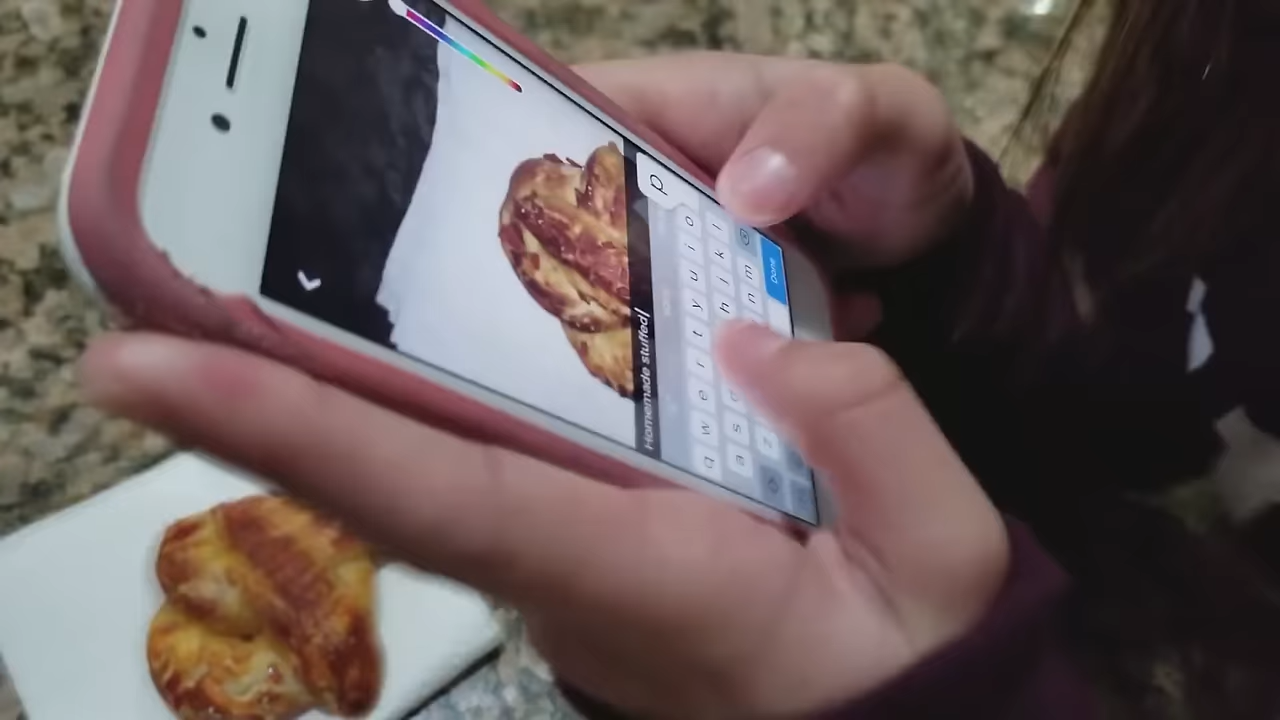 Homemade stuffed
p
q w e r t y u i o
a s h j k l
z n m
Done